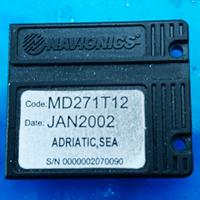 NAVIONICS
Code: MD271T12
Date: JAN2002
ADRIATIC,SEA
S/N 0000002070090